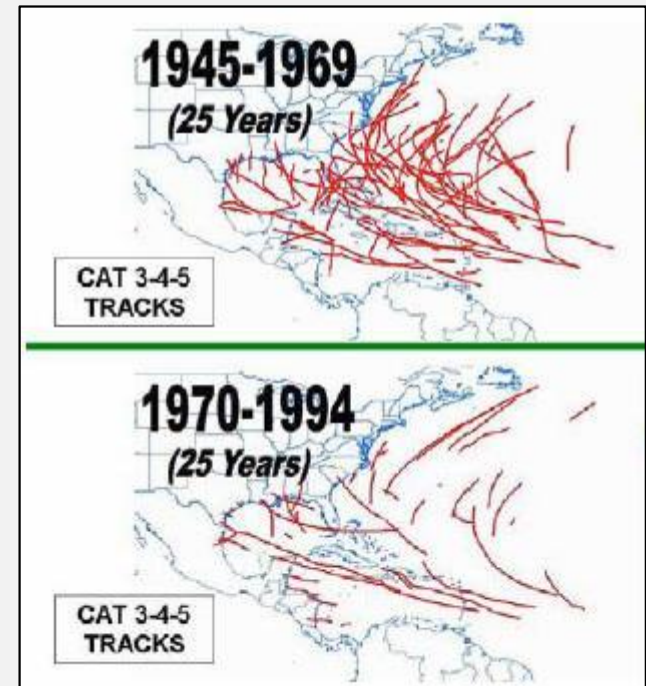 1945-1969
(25 Years)
CAT 3-4-5
TRACKS
1970-1994
(25 Years)
CAT 3-4-5
TRACKS